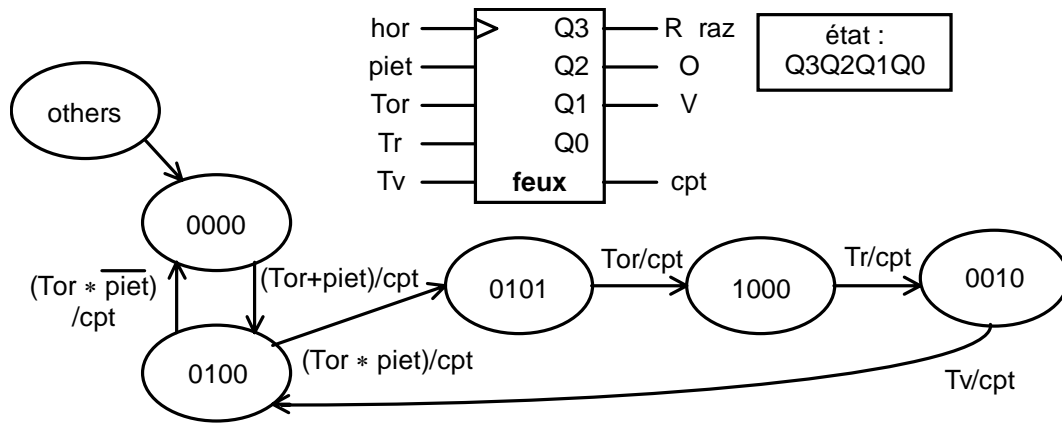 hor
piet
Tor
Tr
Tv
Q3
Q2
Q1
Q0
feux
R raz
O
V
cpt
état :
Q3Q2Q1Q0
others
0000
(Tor ∗ p̅i̅e̅t̅)
/cpt
(Tor+piet)/cpt
0100
(Tor ∗ piet)/cpt
0101
Tor/cpt
1000
Tr/cpt
0010
Tv/cpt